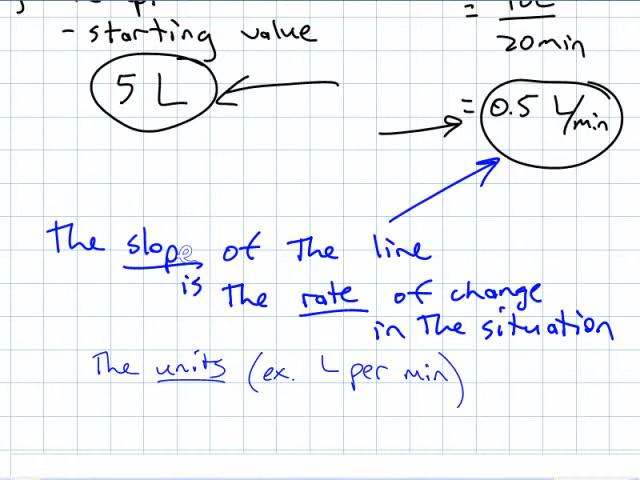 - starting value
=
20min
5 L
= 0.5 L/min
The slope of the line
is the rate of change
in the situation
The units (ex. L per min)